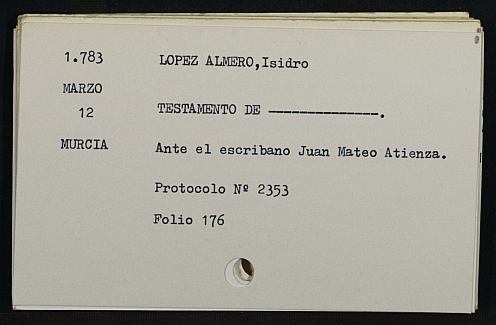 1.783 LOPEZ ALMERO,Isidro
MARZO
12 TESTAMENTO DE --------------.
MURCIA Ante el escribano Juan Mateo Atienza.
Protocolo Nº 2353
Folio 176